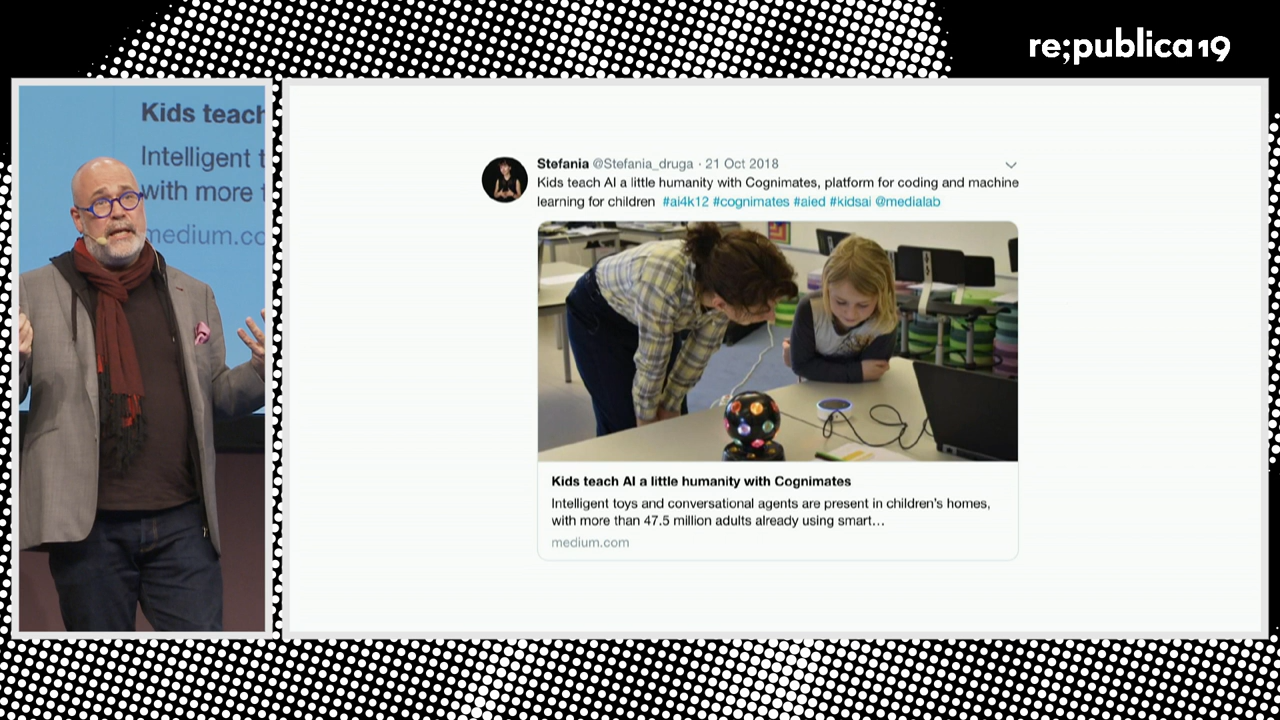 re;publica 19
Kids teach
Intelligent t
with more
medium.co
Stefania @Stefania_druga · 21 Oct 2018
Kids teach AI a little humanity with Cognimates, platform for coding and machine
learning for children #ai4k12 #cognimates #aied #kidsai @medialab
Kids teach AI a little humanity with Cognimates
Intelligent toys and conversational agents are present in children's homes,
with more than 47.5 million adults already using smart...
medium.com